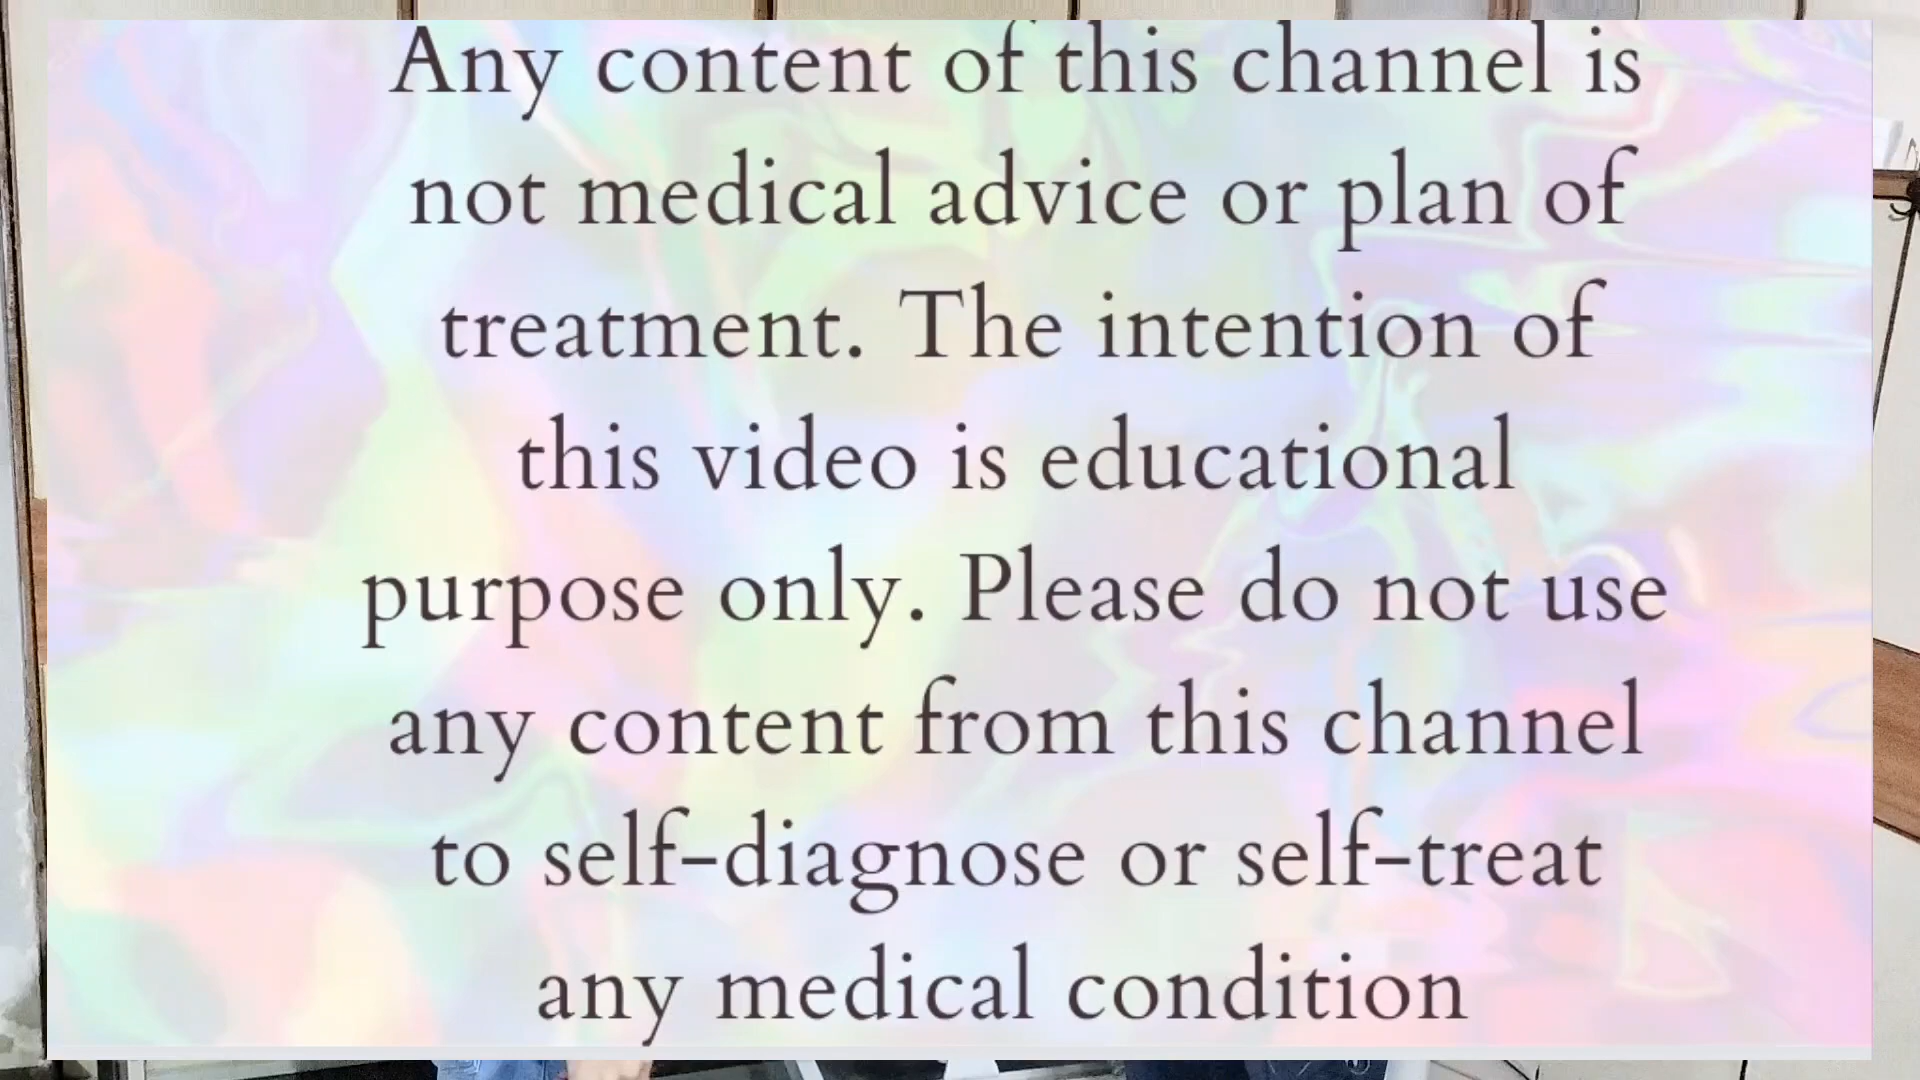 Any content of this channel is
not medical advice or plan of
treatment. The intention of
this video is educational
purpose only. Please do not use
any content from this channel
to self-diagnose or self-treat
any medical condition